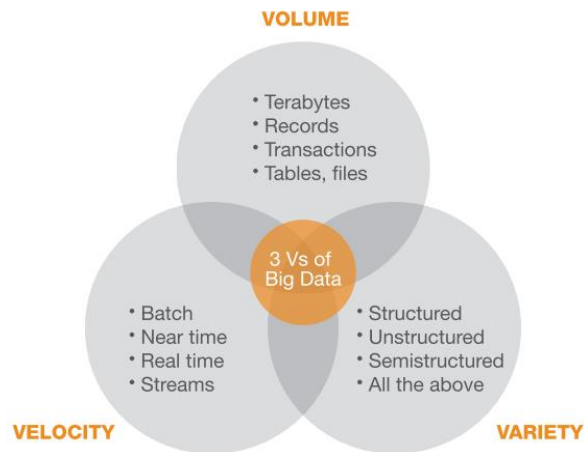 VOLUME
• Terabytes
• Records
• Transactions
• Tables, files
3 Vs of
Big Data
• Batch
• Near time
• Real time
• Streams
• Structured
• Unstructured
• Semistructured
• All the above
VELOCITY
VARIETY